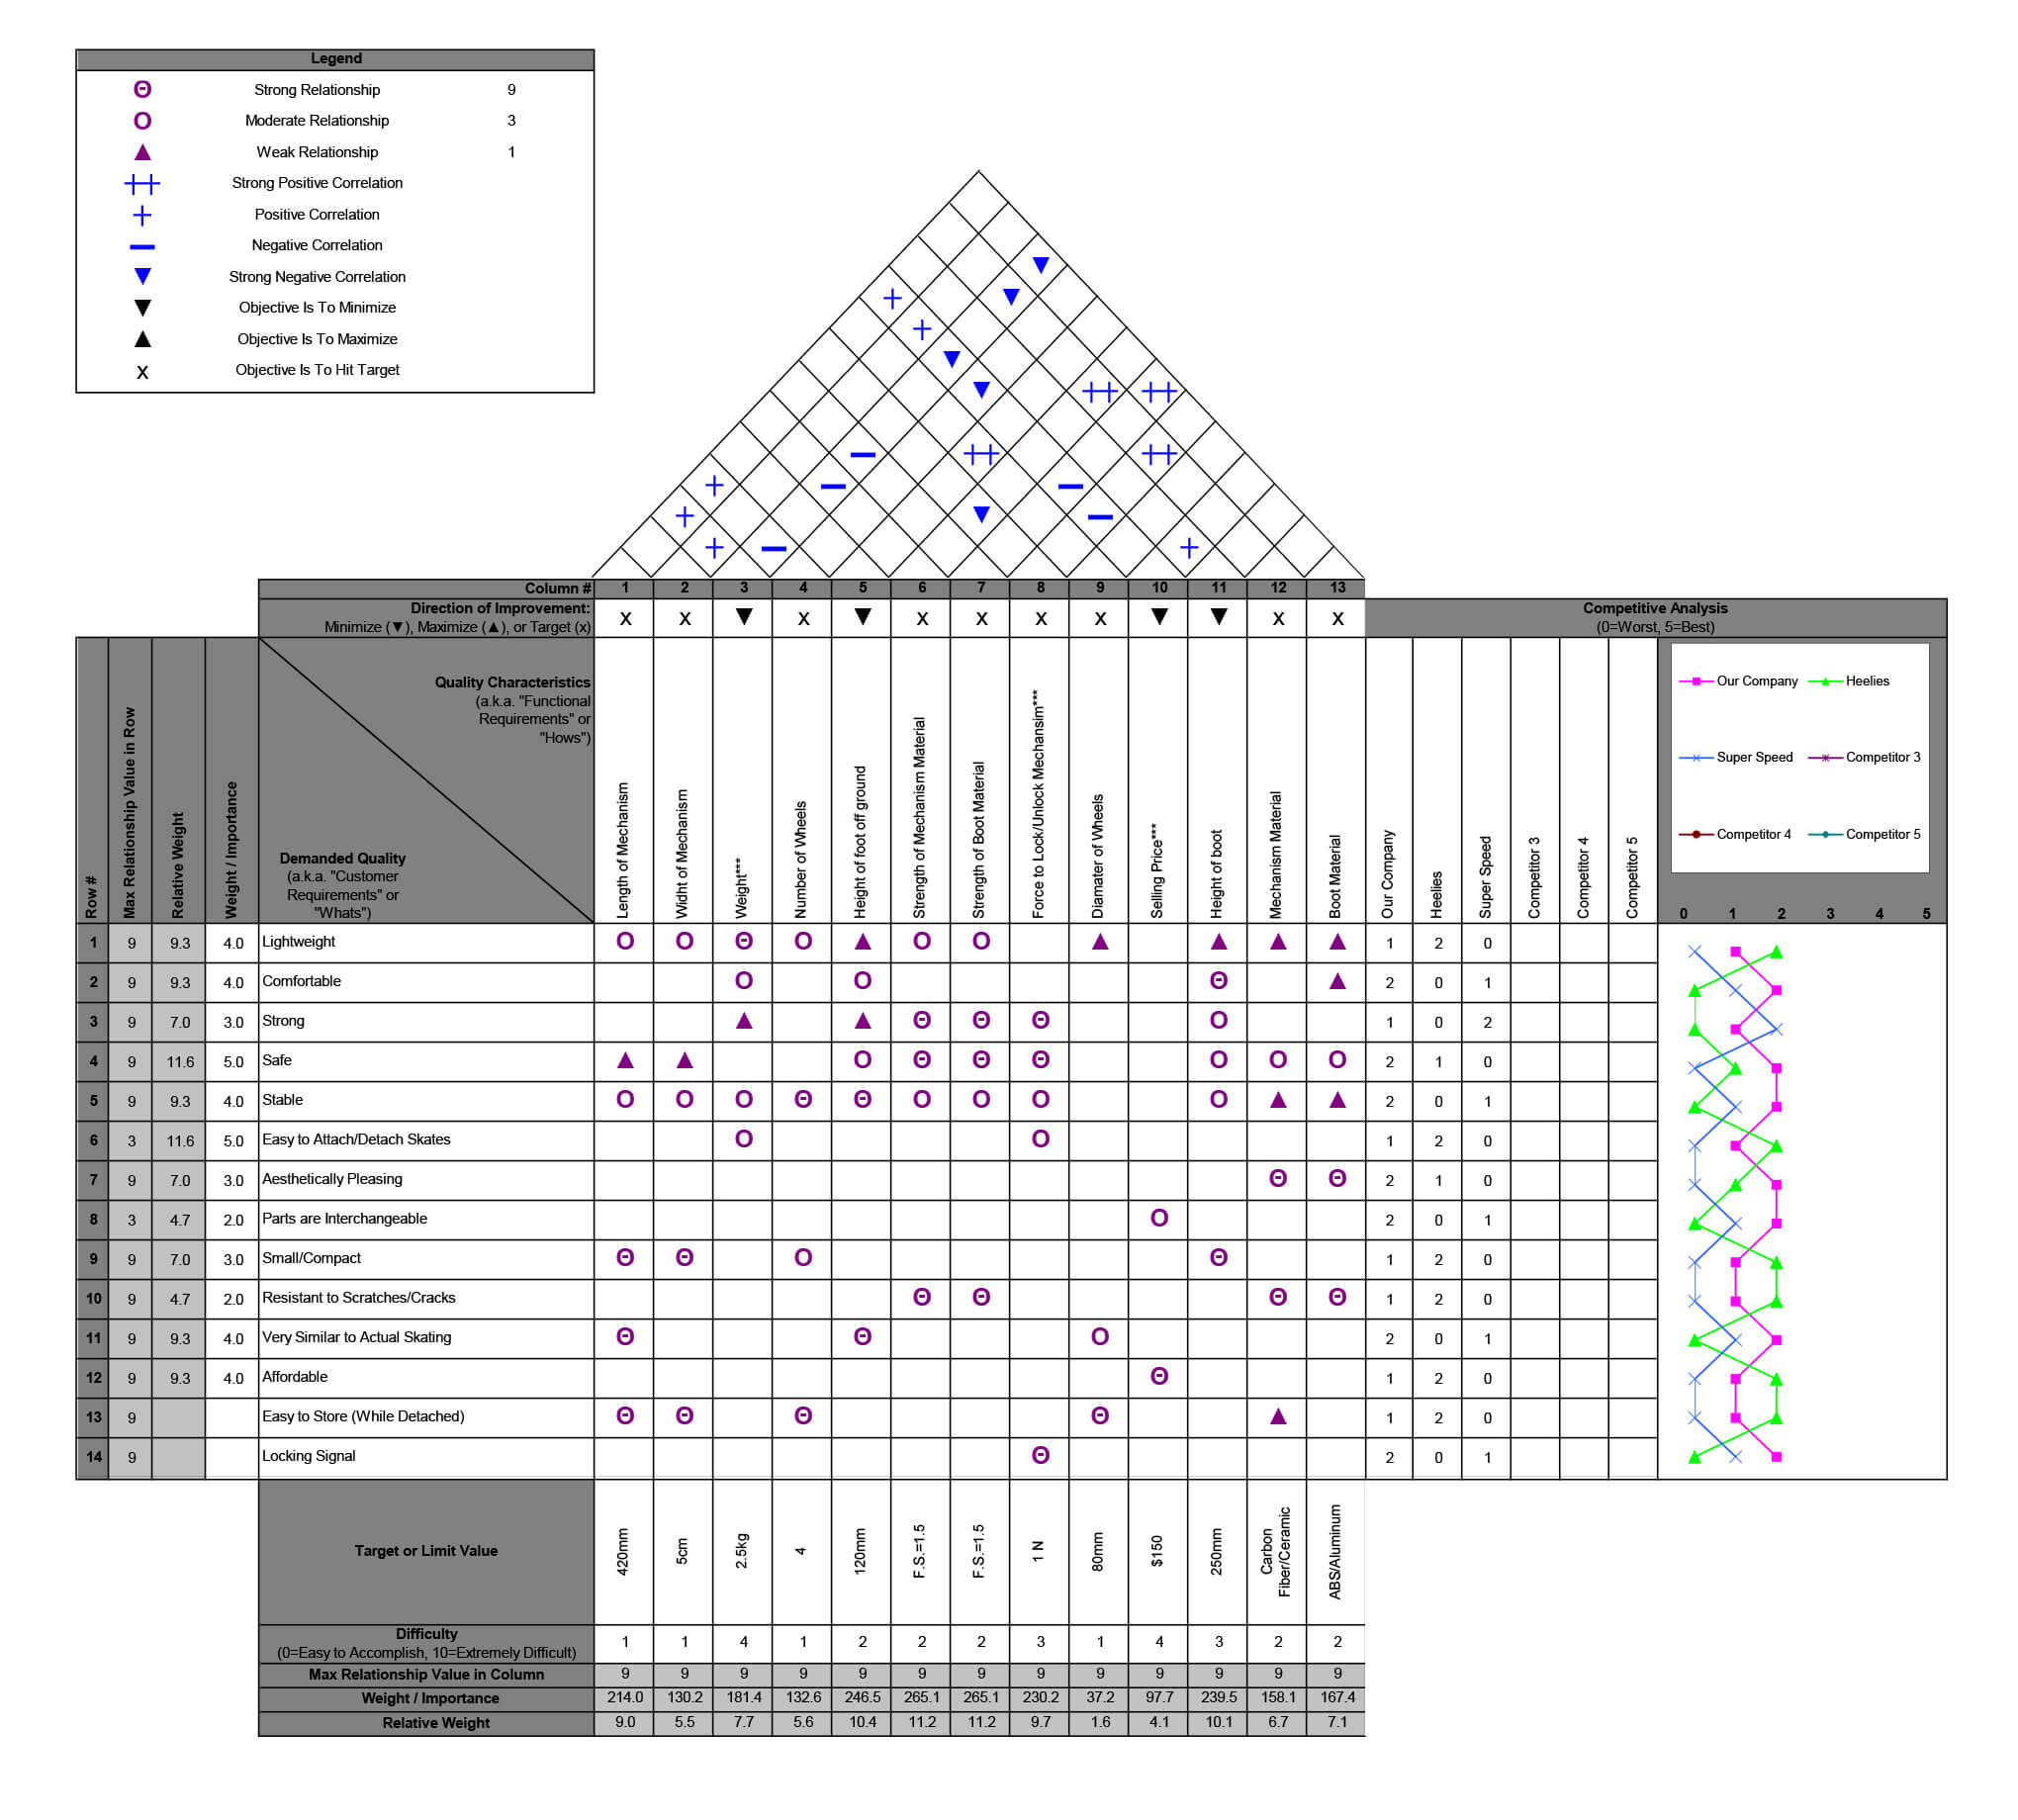 Legend
Θ Strong Relationship 9
Ο Moderate Relationship 3
▲ Weak Relationship 1
┼┼ Strong Positive Correlation
┼ Positive Correlation
▬ Negative Correlation
▼ Strong Negative Correlation
▼ Objective Is To Minimize
▲ Objective Is To Maximize
x Objective Is To Hit Target
Column # 1 2 3 4 5 6 7 8 9 10 11 12 13
Direction of Improvement:
Minimize (▼), Maximize (▲), or Target (x)
x x ▼ x ▼ x x x x ▼ ▼ x x
Competitive Analysis
(0=Worst, 5=Best)
Row #
Max Relationship Value in Row
Relative Weight
Weight / Importance
Quality Characteristics
(a.k.a. "Functional
Requirements" or
"Hows")
Demanded Quality
(a.k.a. "Customer
Requirements" or
"Whats")
Length of Mechanism
Widht of Mechanism
Weight***
Number of Wheels
Height of foot off ground
Strength of Mechanism Material
Strength of Boot Material
Force to Lock/Unlock Mechansim***
Diamater of Wheels
Selling Price***
Height of boot
Mechanism Material
Boot Material
Our Company
Heelies
Super Speed
Competitor 3
Competitor 4
Competitor 5
Our Company Heelies
Super Speed Competitor 3
Competitor 4 Competitor 5
0 1 2 3 4 5
1 9 9.3 4.0 Lightweight Ο Ο Θ Ο ▲ Ο Ο ▲ ▲ ▲ ▲ 1 2 0
2 9 9.3 4.0 Comfortable Ο Ο Θ ▲ 2 0 1
3 9 7.0 3.0 Strong ▲ ▲ Θ Θ Θ Ο 1 0 2
4 9 11.6 5.0 Safe ▲ ▲ Ο Θ Θ Θ Ο Ο Ο 2 1 0
5 9 9.3 4.0 Stable Ο Ο Ο Θ Θ Ο Ο Ο Ο ▲ ▲ 2 0 1
6 3 11.6 5.0 Easy to Attach/Detach Skates Ο Ο 1 2 0
7 9 7.0 3.0 Aesthetically Pleasing Θ Θ 2 1 0
8 3 4.7 2.0 Parts are Interchangeable Ο 2 0 1
9 9 7.0 3.0 Small/Compact Θ Θ Ο Θ 1 2 0
10 9 4.7 2.0 Resistant to Scratches/Cracks Θ Θ Θ Θ 1 2 0
11 9 9.3 4.0 Very Similar to Actual Skating Θ Θ Ο 2 0 1
12 9 9.3 4.0 Affordable Θ 1 2 0
13 9 Easy to Store (While Detached) Θ Θ Θ Θ ▲ 1 2 0
14 9 Locking Signal Θ 2 0 1
Target or Limit Value
420mm
5cm
2.5kg
4
120mm
F.S.=1.5
F.S.=1.5
1 N
80mm
$150
250mm
Carbon
Fiber/Ceramic
ABS/Aluminum
Difficulty
(0=Easy to Accomplish, 10=Extremely Difficult)
1 1 4 1 2 2 2 3 1 4 3 2 2
Max Relationship Value in Column 9 9 9 9 9 9 9 9 9 9 9 9 9
Weight / Importance 214.0 130.2 181.4 132.6 246.5 265.1 265.1 230.2 37.2 97.7 239.5 158.1 167.4
Relative Weight 9.0 5.5 7.7 5.6 10.4 11.2 11.2 9.7 1.6 4.1 10.1 6.7 7.1